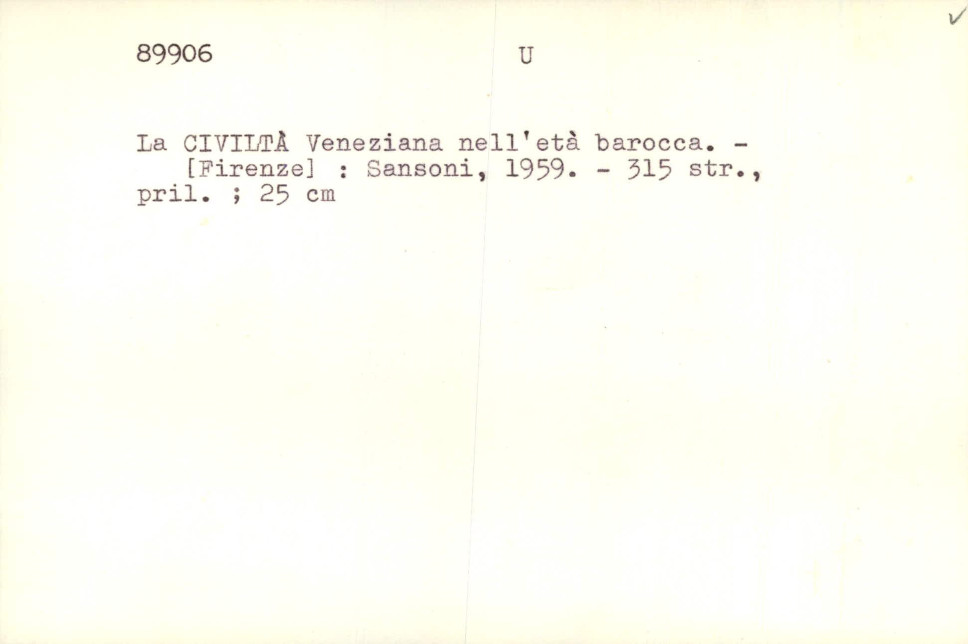 89906 U
La CIVILTÀ Veneziana nell'età barocca. -
[Firenze] : Sansoni, 1959. - 315 str.,
pril. ; 25 cm